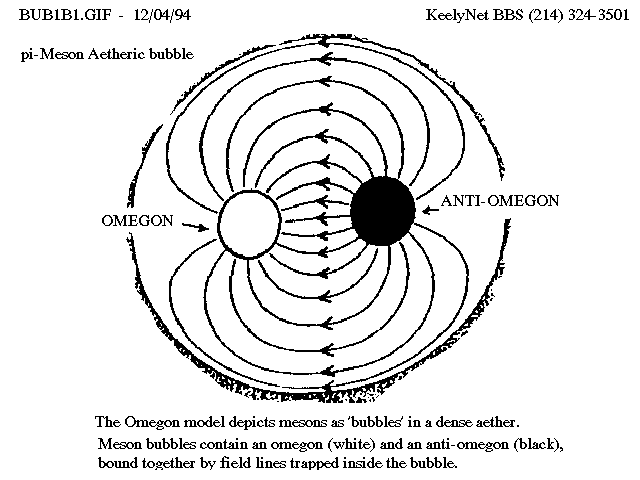 BUB1B1.GIF - 12/04/94 KeelyNet BBS (214) 324-3501
pi-Meson Aetheric bubble
ANTI-OMEGON
OMEGON
The Omegon model depicts mesons as 'bubbles' in a dense aether.
Meson bubbles contain an omegon (white) and an anti-omegon (black),
bound together by field lines trapped inside the bubble.